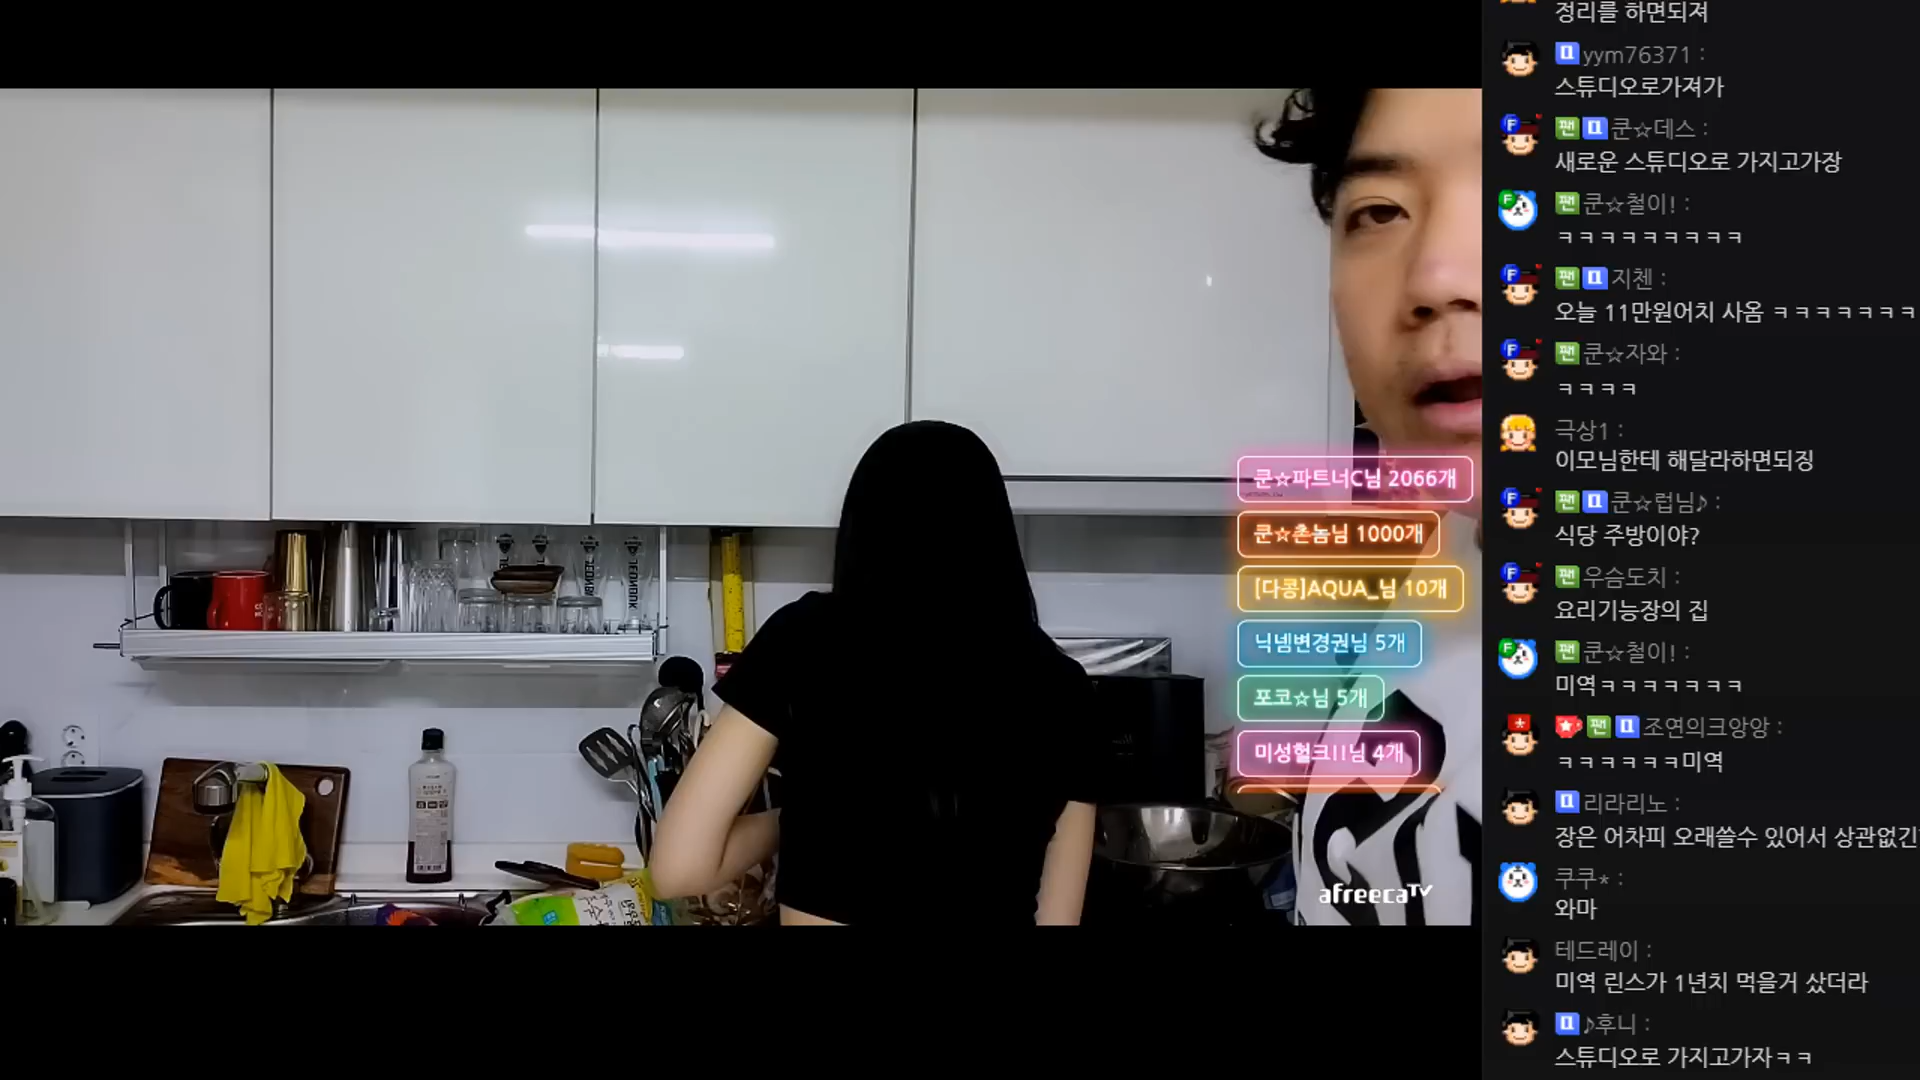 정리를 하면되져
yym76371 :
스튜디오로가져가
팬 쿤☆데스 :
새로운 스튜디오로 가지고가장
팬 쿤☆철이! :
ㅋㅋㅋㅋㅋㅋㅋㅋㅋ
팬 지첸 :
오늘 11만원어치 사옴 ㅋㅋㅋㅋㅋㅋㅋ
팬 쿤☆자와 :
ㅋㅋㅋㅋ
극상1 :
이모님한테 해달라하면되징
팬 쿤☆럽님♪ :
식당 주방이야?
팬 우슴도치 :
요리기능장의 집
팬 쿤☆철이! :
미역ㅋㅋㅋㅋㅋㅋㅋ
팬 조연의크앙앙 :
ㅋㅋㅋㅋㅋㅋ미역
리라리노 :
장은 어차피 오래쓸수 있어서 상관없긴
쿠쿠* :
와마
테드레이 :
미역 린스가 1년치 먹을거 샀더라
♪후니 :
스튜디오로 가지고가자ㅋㅋ
쿤☆파트너C님 2066개
쿤☆촌놈님 1000개
[다콩]AQUA_님 10개
닉넴변경권님 5개
포코☆님 5개
미성헐크II님 4개
afreecaTV